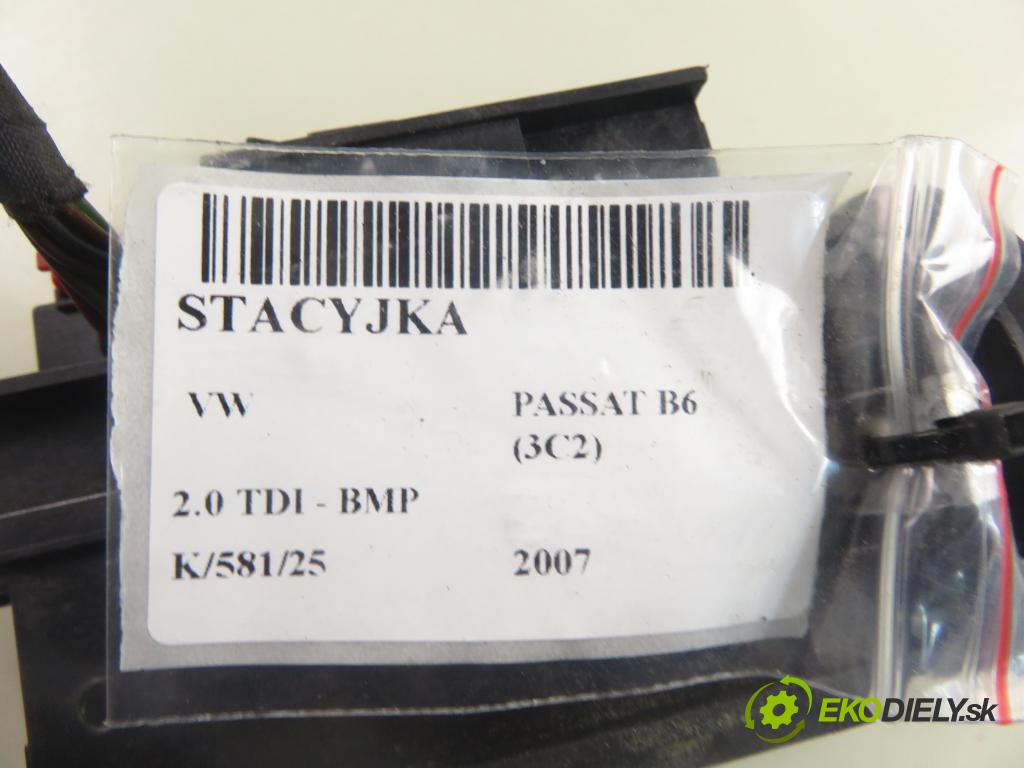 STACYJKA
VW PASSAT B6
(3C2)
2.0 TDI - BMP
K/581/25 2007
EKODIELY.sk